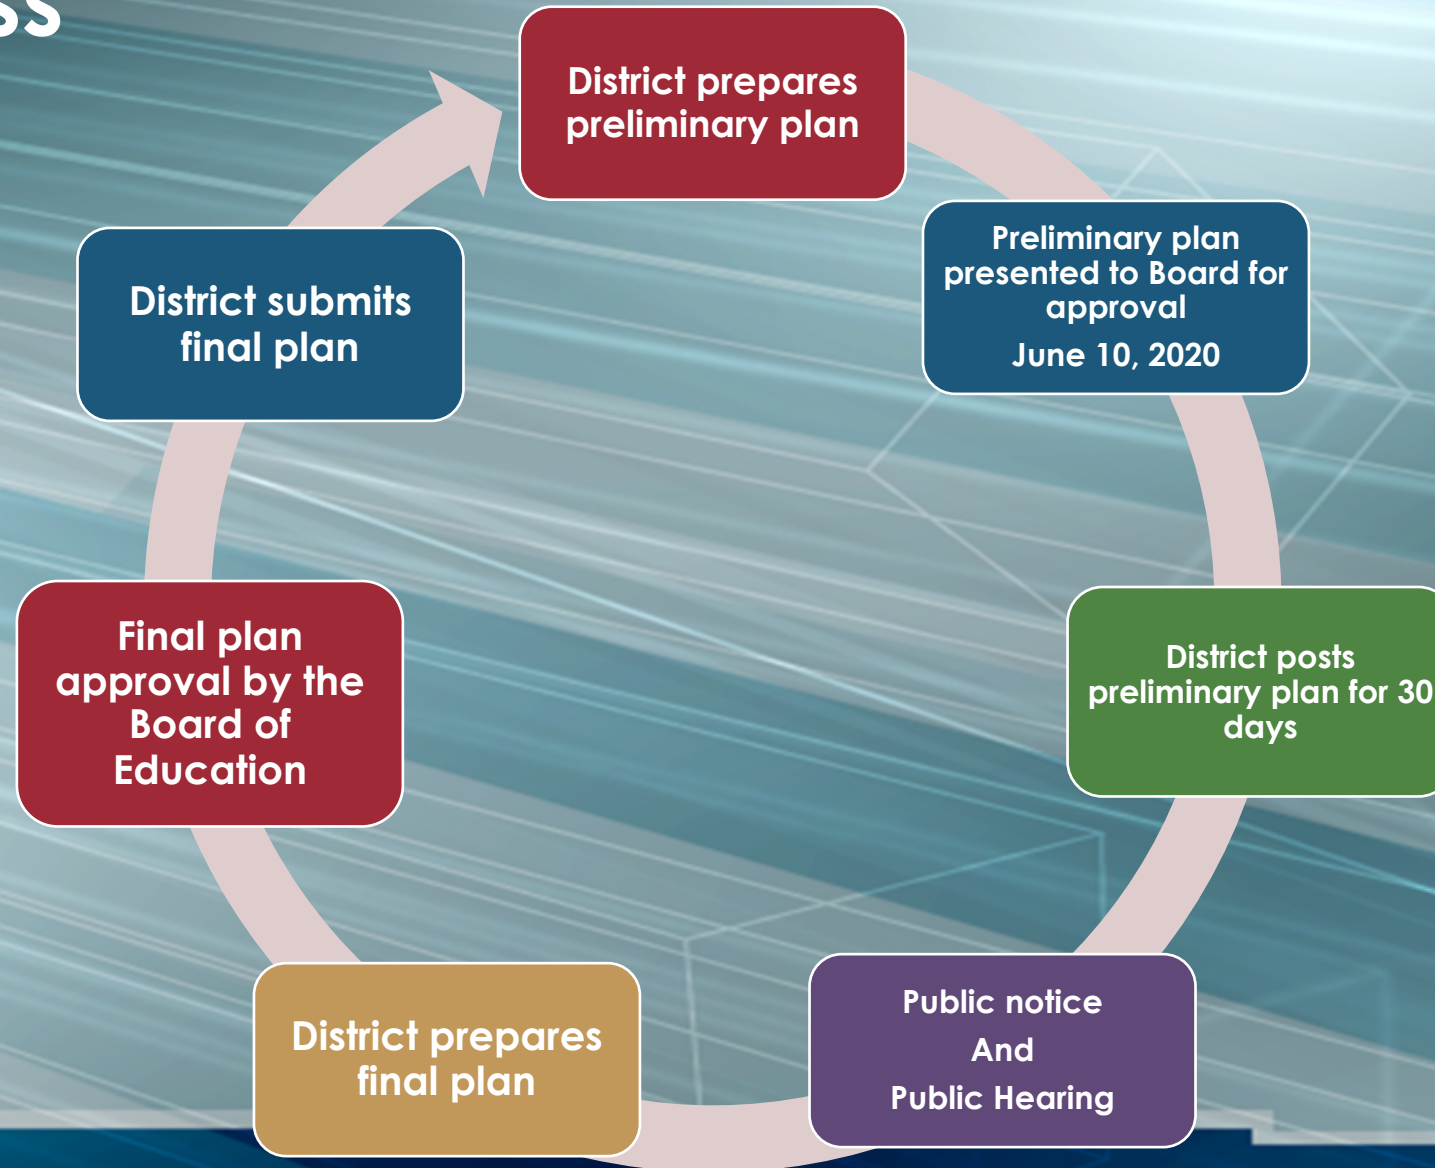 District prepares
preliminary plan
Preliminary plan
presented to Board for
approval
June 10, 2020
District posts
preliminary plan for 30
days
Public notice
And
Public Hearing
District prepares
final plan
Final plan
approval by the
Board of
Education
District submits
final plan